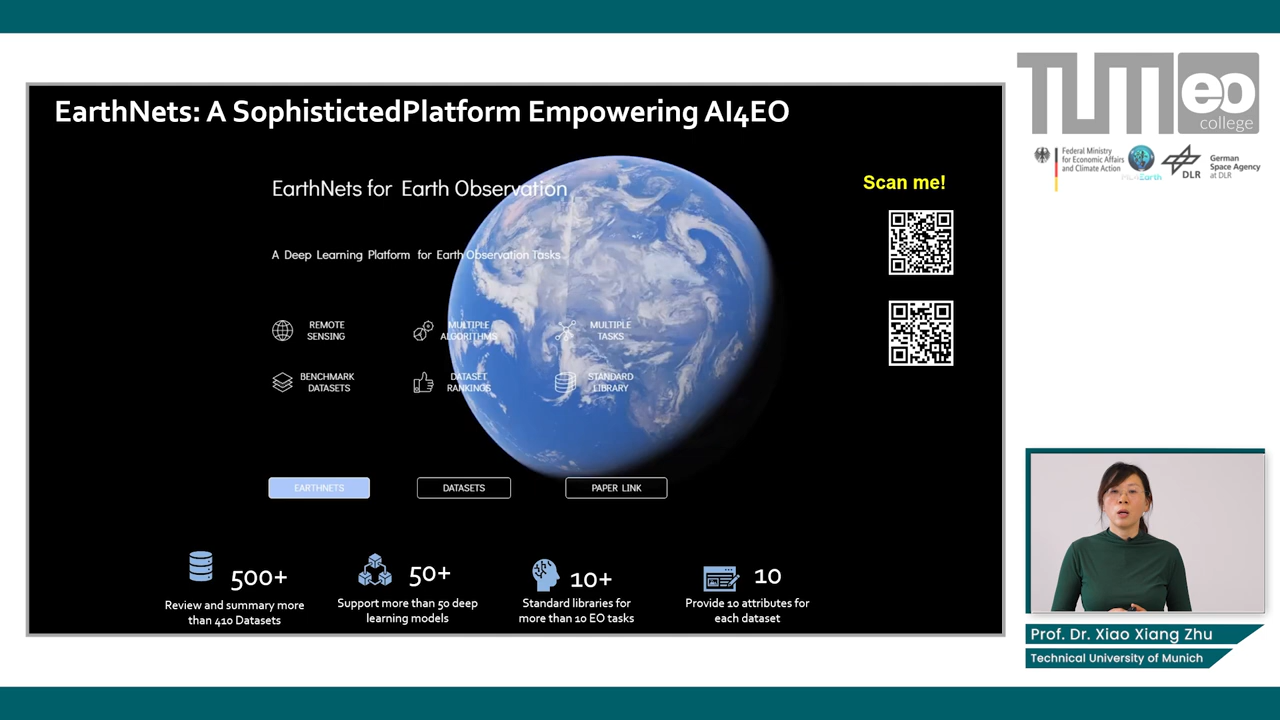 EarthNets: A SophistictedPlatform Empowering AI4EO
EarthNets for Earth Observation
A Deep Learning Platform for Earth Observation Tasks
REMOTE
SENSING
MULTIPLE
ALGORITHMS
MULTIPLE
TASKS
BENCHMARK
DATASETS
DATASET
RANKINGS
STANDARD
LIBRARY
EARTHNETS
DATASETS
PAPER LINK
500+
Review and summary more
than 410 Datasets
50+
Support more than 50 deep
learning models
10+
Standard libraries for
more than 10 EO tasks
10
Provide 10 attributes for
each dataset
Scan me!
TUM
eo
college
Federal Ministry
for Economic Affairs
and Climate Action
ML4Earth
DLR
German
Space Agency
at DLR
Prof. Dr. Xiao Xiang Zhu
Technical University of Munich